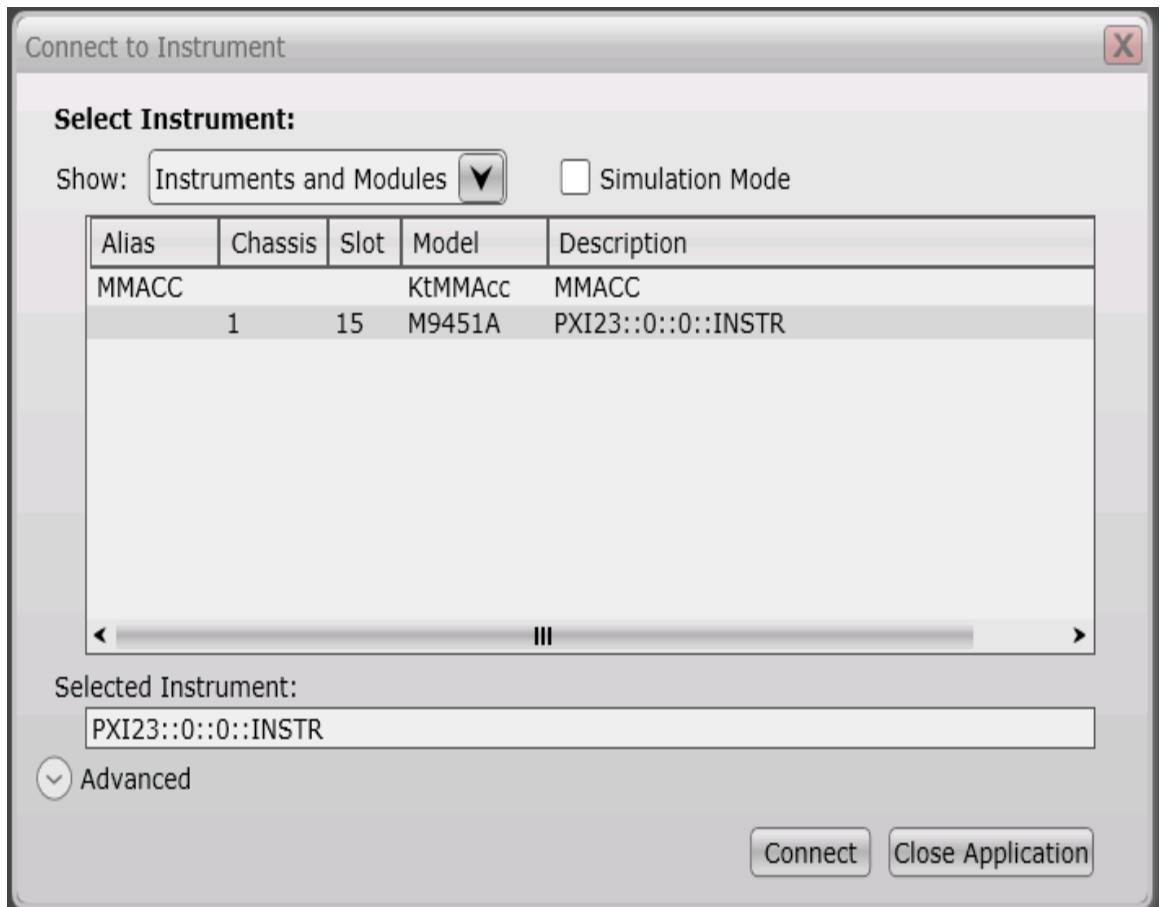 Connect to Instrument X
Select Instrument:
Show: Instruments and Modules Simulation Mode
Alias Chassis Slot Model Description
MMACC KtMMAcc MMACC
1 15 M9451A PXI23::0::0::INSTR
Selected Instrument:
PXI23::0::0::INSTR
Advanced
Connect Close Application